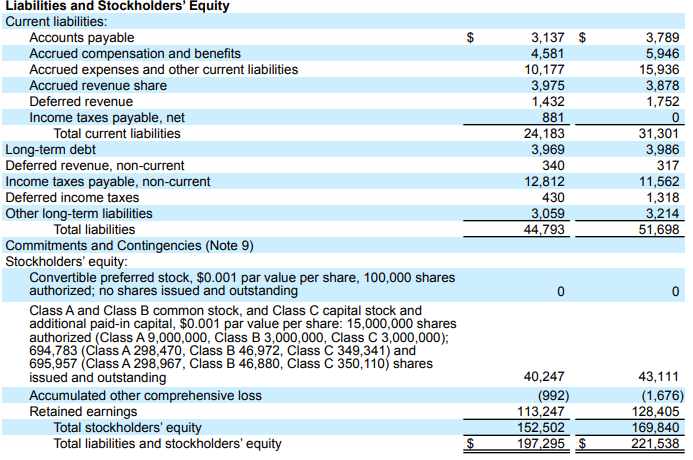 Liabilities and Stockholders' Equity
Current liabilities:
Accounts payable $ 3,137 $ 3,789
Accrued compensation and benefits 4,581 5,946
Accrued expenses and other current liabilities 10,177 15,936
Accrued revenue share 3,975 3,878
Deferred revenue 1,432 1,752
Income taxes payable, net 881 0
Total current liabilities 24,183 31,301
Long-term debt 3,969 3,986
Deferred revenue, non-current 340 317
Income taxes payable, non-current 12,812 11,562
Deferred income taxes 430 1,318
Other long-term liabilities 3,059 3,214
Total liabilities 44,793 51,698
Commitments and Contingencies (Note 9)
Stockholders' equity:
Convertible preferred stock, $0.001 par value per share, 100,000 shares
authorized; no shares issued and outstanding 0 0
Class A and Class B common stock, and Class C capital stock and
additional paid-in capital, $0.001 par value per share: 15,000,000 shares
authorized (Class A 9,000,000, Class B 3,000,000, Class C 3,000,000);
694,783 (Class A 298,470, Class B 46,972, Class C 349,341) and
695,957 (Class A 298,967, Class B 46,880, Class C 350,110) shares
issued and outstanding 40,247 43,111
Accumulated other comprehensive loss (992) (1,676)
Retained earnings 113,247 128,405
Total stockholders' equity 152,502 169,840
Total liabilities and stockholders' equity $ 197,295 $ 221,538